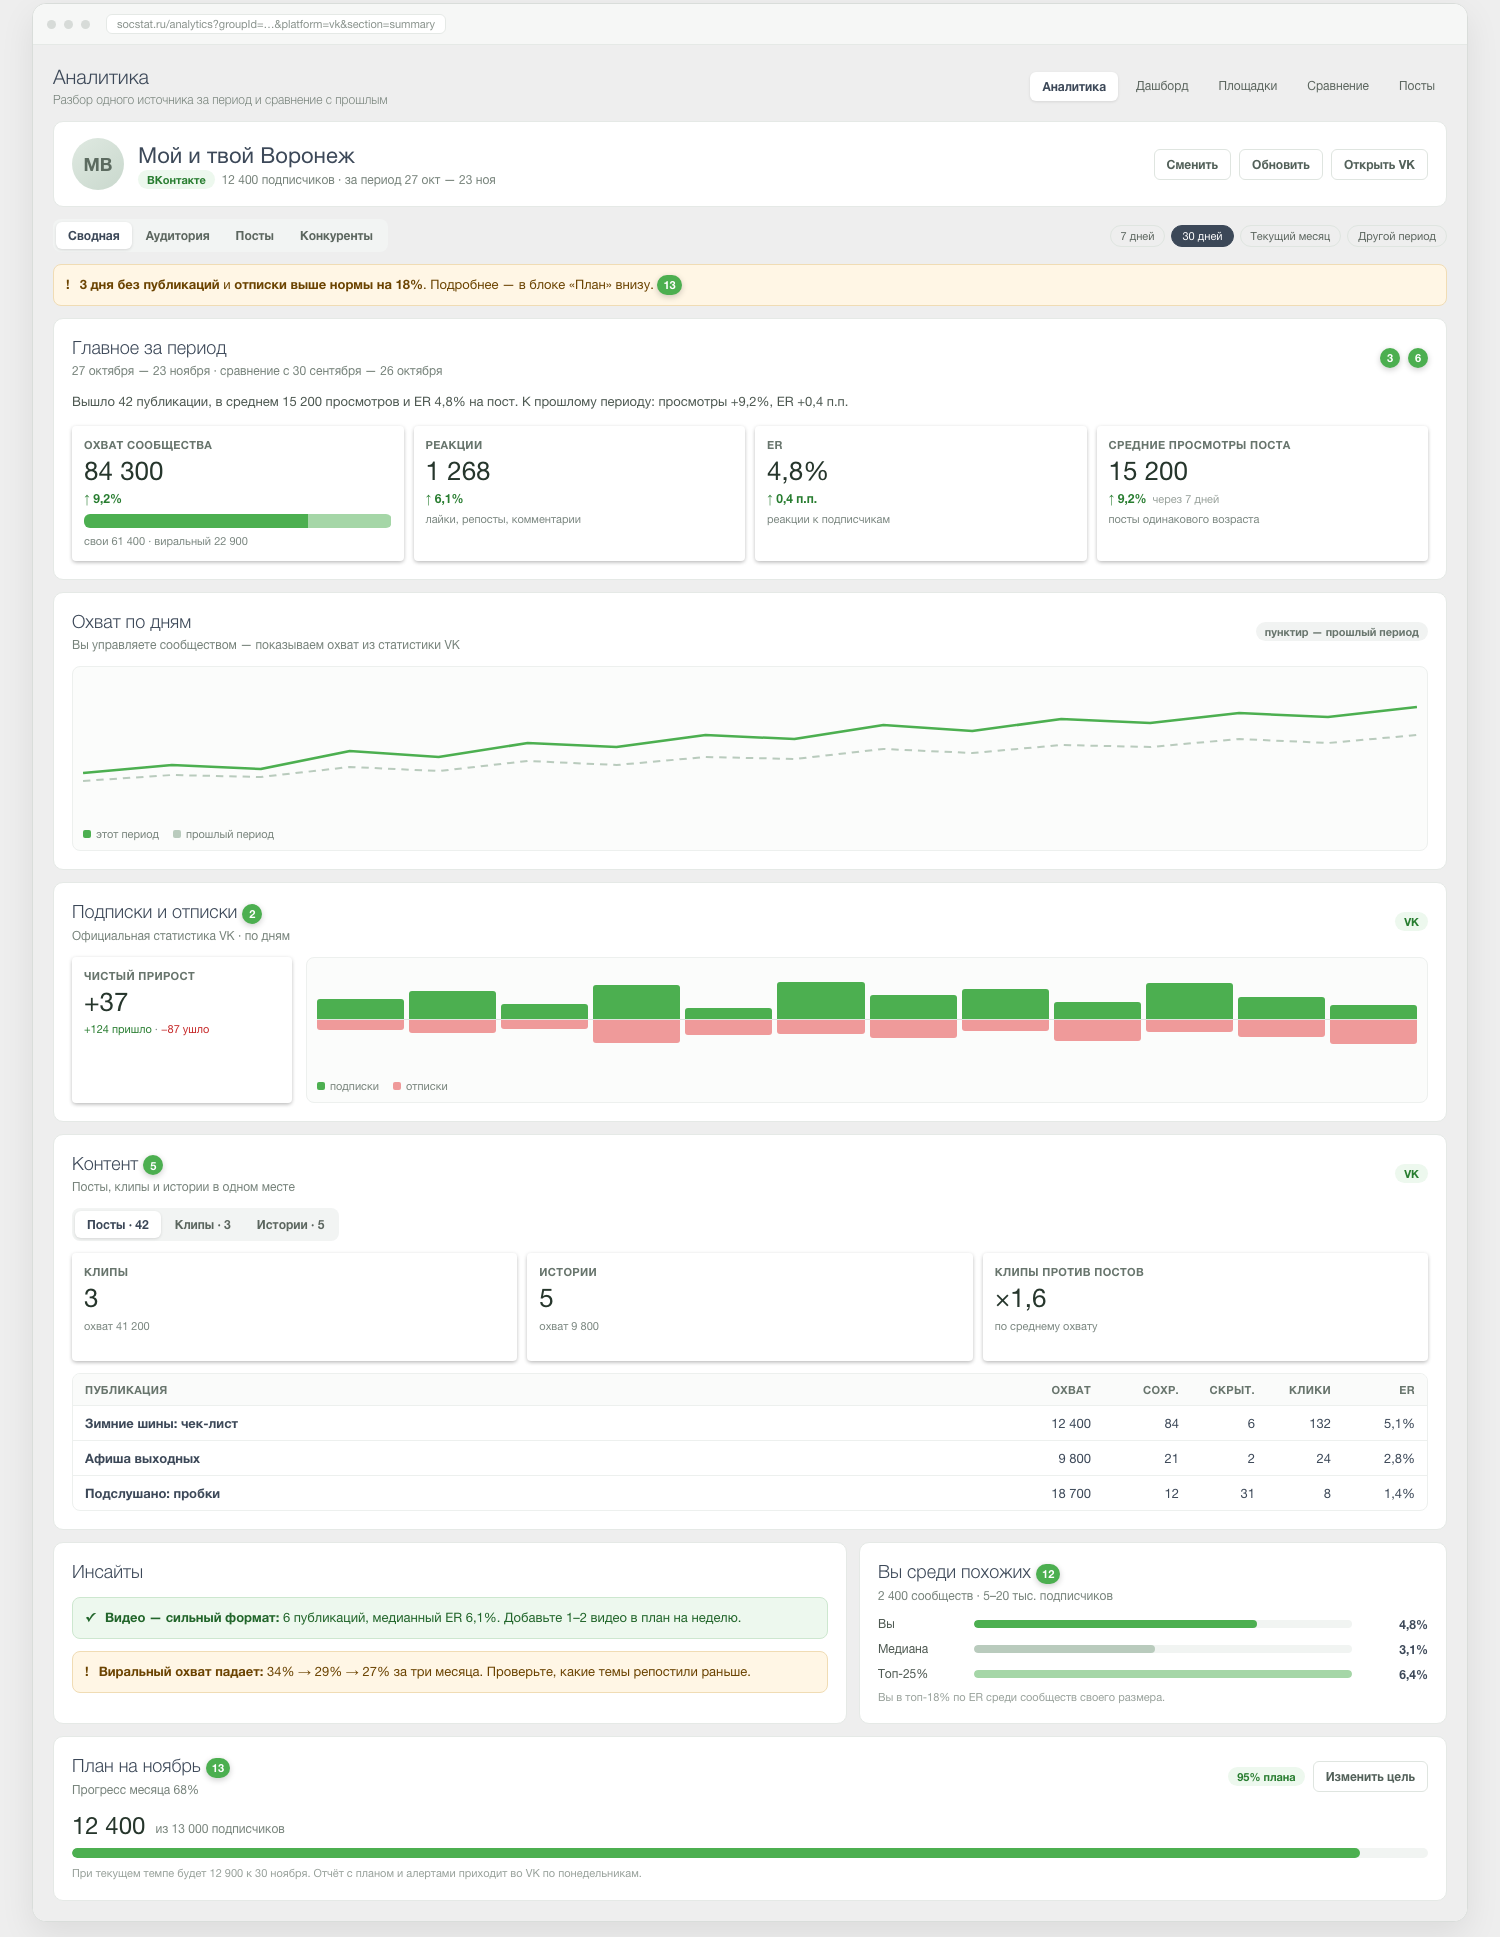 socstat.ru/analytics?groupId=...&platform=vk&section=summary
Аналитика
Разбор одного источника за период и сравнение с прошлым
Аналитика Дашборд Площадки Сравнение Посты
МВ
Мой и твой Воронеж
ВКонтакте 12 400 подписчиков · за период 27 окт — 23 ноя
Сменить Обновить Открыть VK
Сводная Аудитория Посты Конкуренты
7 дней 30 дней Текущий месяц Другой период
! 3 дня без публикаций и отписки выше нормы на 18%. Подробнее — в блоке «План» внизу. 13
Главное за период
27 октября — 23 ноября · сравнение с 30 сентября — 26 октября
3 6
Вышло 42 публикации, в среднем 15 200 просмотров и ER 4,8% на пост. К прошлому периоду: просмотры +9,2%, ER +0,4 п.п.
ОХВАТ СООБЩЕСТВА
84 300
↑ 9,2%
свои 61 400 · виральный 22 900
РЕАКЦИИ
1 268
↑ 6,1%
лайки, репосты, комментарии
ER
4,8%
↑ 0,4 п.п.
реакции к подписчикам
СРЕДНИЕ ПРОСМОТРЫ ПОСТА
15 200
↑ 9,2% через 7 дней
посты одинакового возраста
Охват по дням
Вы управляете сообществом — показываем охват из статистики VK
пунктир — прошлый период
этот период прошлый период
Подписки и отписки 2
Официальная статистика VK · по дням
VK
ЧИСТЫЙ ПРИРОСТ
+37
+124 пришло · −87 ушло
подписки отписки
Контент 5
Посты, клипы и истории в одном месте
VK
Посты · 42 Клипы · 3 Истории · 5
КЛИПЫ
3
охват 41 200
ИСТОРИИ
5
охват 9 800
КЛИПЫ ПРОТИВ ПОСТОВ
×1,6
по среднему охвату
ПУБЛИКАЦИЯ ОХВАТ СОХР. СКРЫТ. КЛИКИ ER
Зимние шины: чек-лист 12 400 84 6 132 5,1%
Афиша выходных 9 800 21 2 24 2,8%
Подслушано: пробки 18 700 12 31 8 1,4%
Инсайты
✓ Видео — сильный формат: 6 публикаций, медианный ER 6,1%. Добавьте 1–2 видео в план на неделю.
! Виральный охват падает: 34% → 29% → 27% за три месяца. Проверьте, какие темы репостили раньше.
Вы среди похожих 12
2 400 сообществ · 5–20 тыс. подписчиков
Вы 4,8%
Медиана 3,1%
Топ-25% 6,4%
Вы в топ-18% по ER среди сообществ своего размера.
План на ноябрь 13
Прогресс месяца 68%
95% плана Изменить цель
12 400 из 13 000 подписчиков
При текущем темпе будет 12 900 к 30 ноября. Отчёт с планом и алертами приходит во VK по понедельникам.